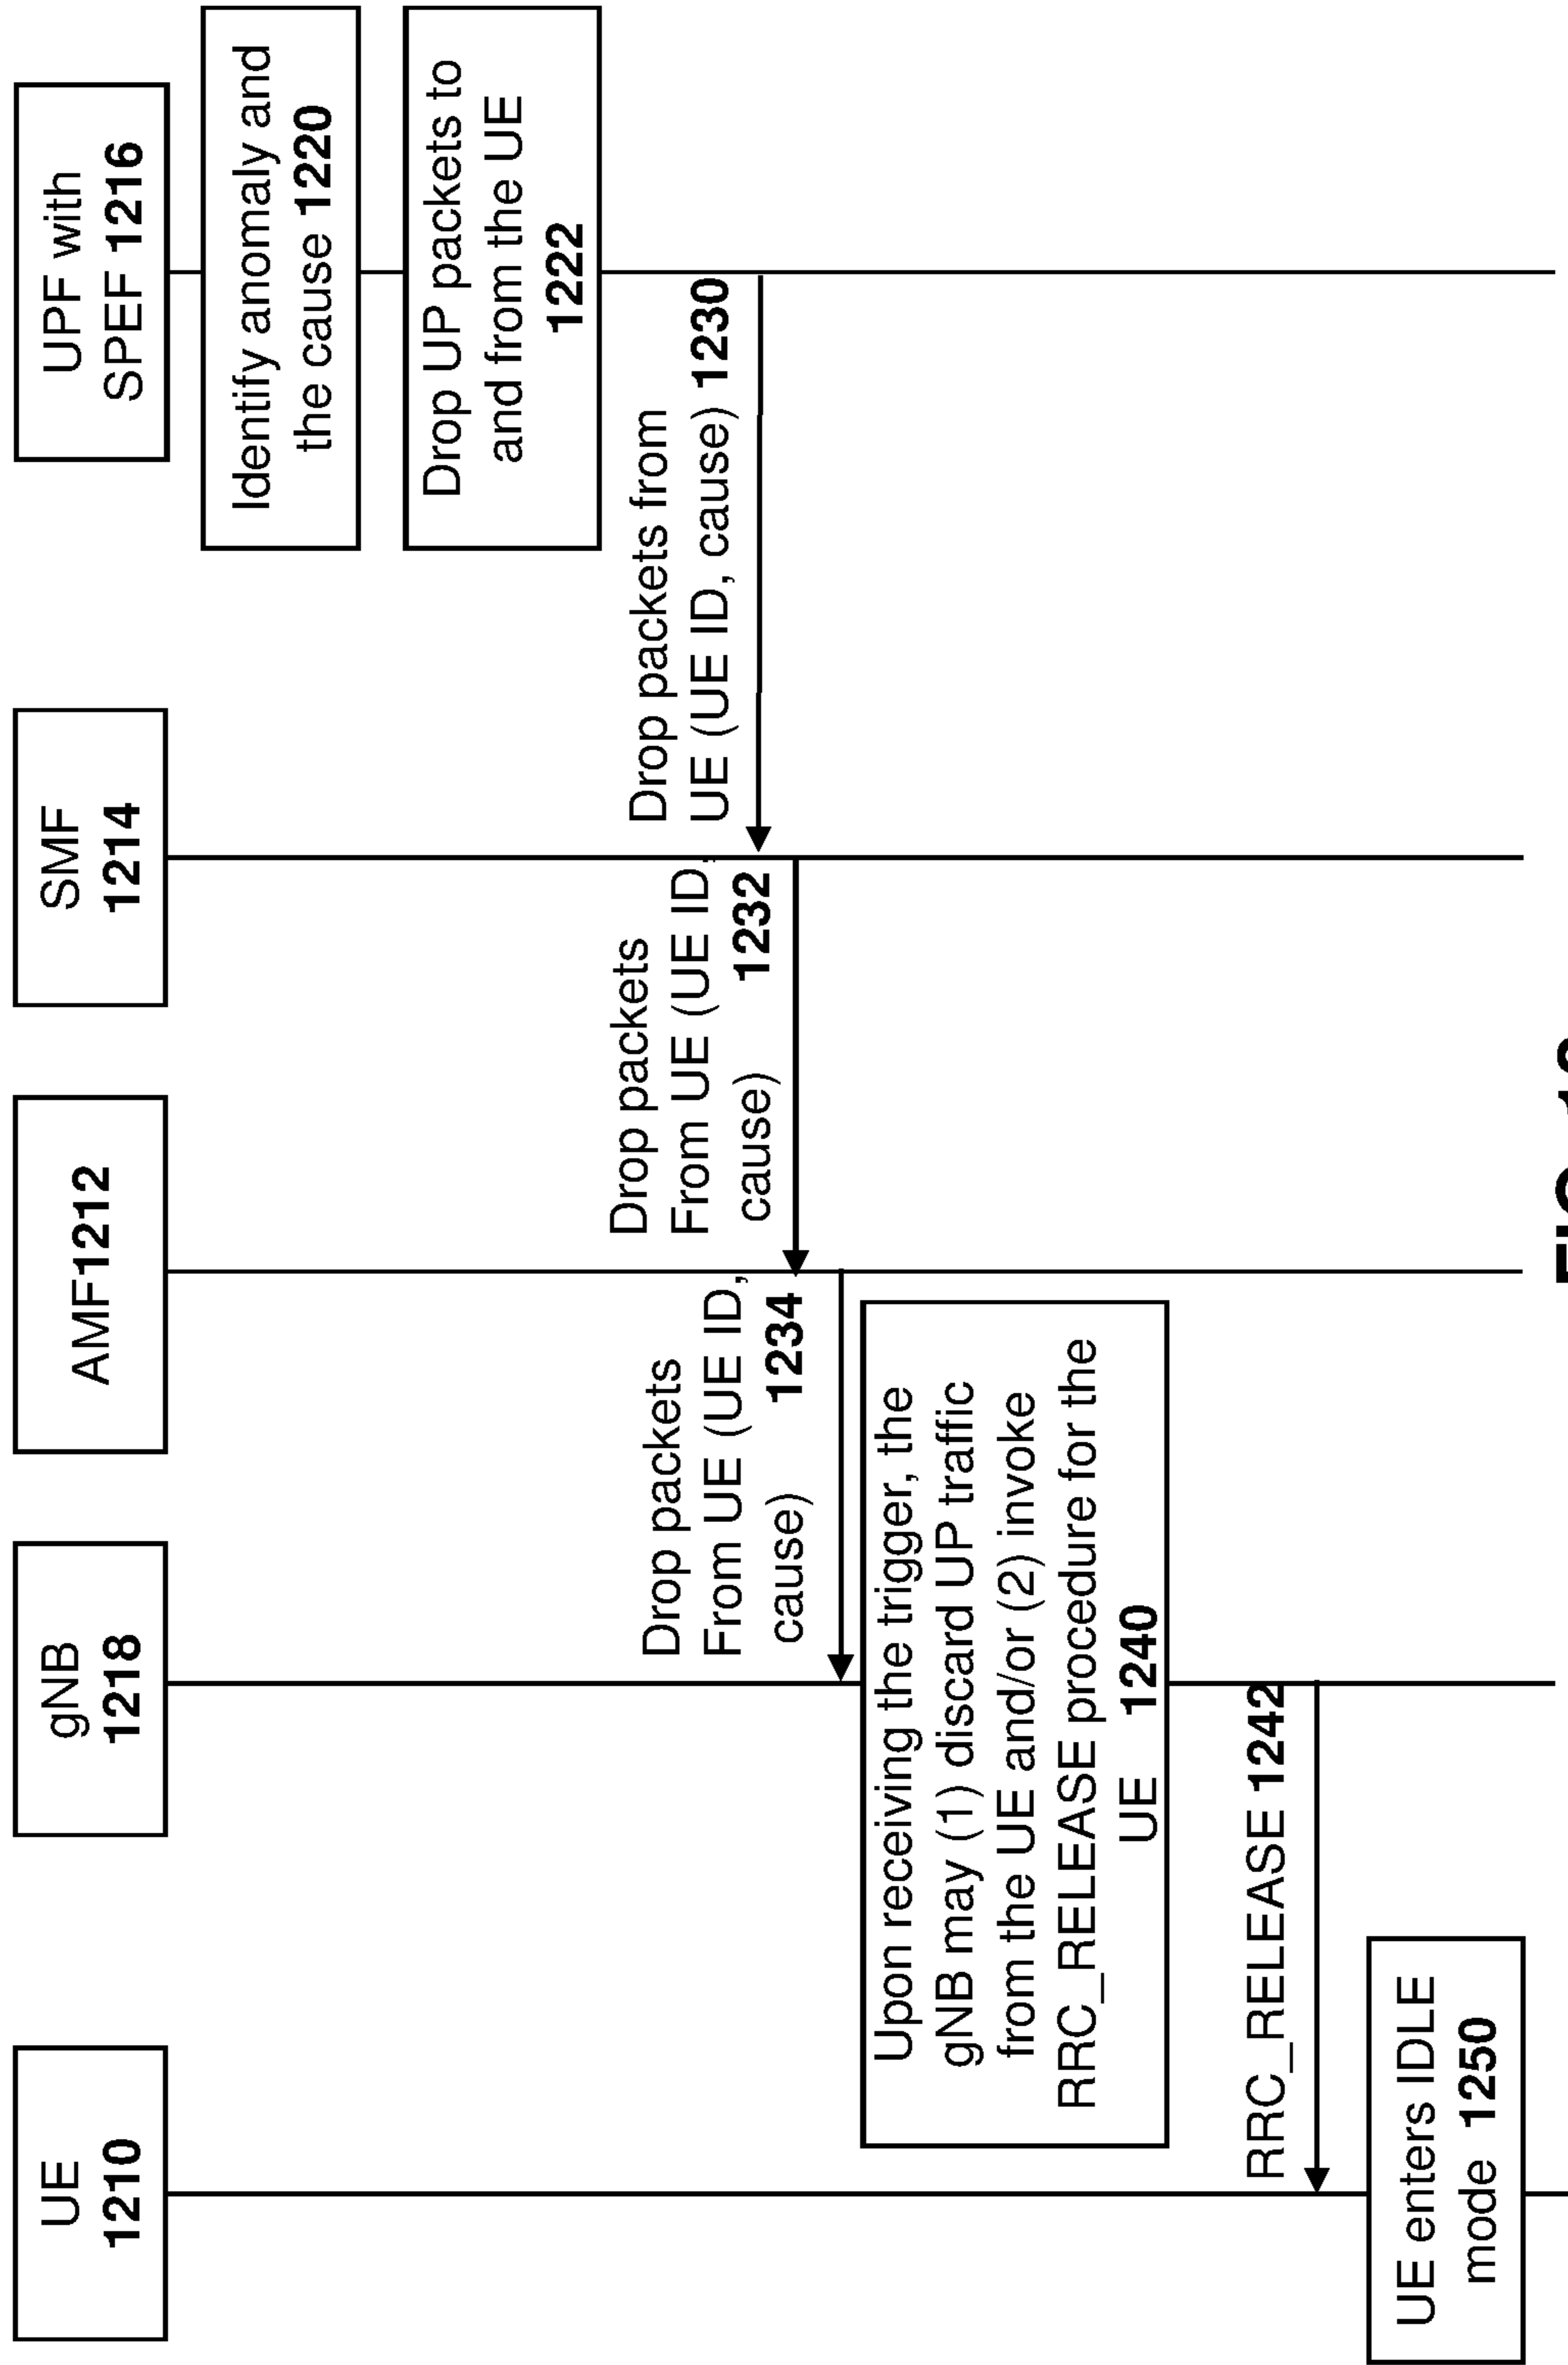 UE
1210
gNB
1218
AMF1212
SMF
1214
UPF with
SPEF 1216
Identify anomaly and
the cause 1220
Drop UP packets to
and from the UE
1222
Drop packets from
UE (UE ID, cause) 1230
Drop packets
From UE (UE ID,
cause) 1232
Drop packets
From UE (UE ID,
cause) 1234
Upon receiving the trigger, the
gNB may (1) discard UP traffic
from the UE and/or (2) invoke
RRC_RELEASE procedure for the
UE 1240
RRC_RELEASE 1242
UE enters IDLE
mode 1250